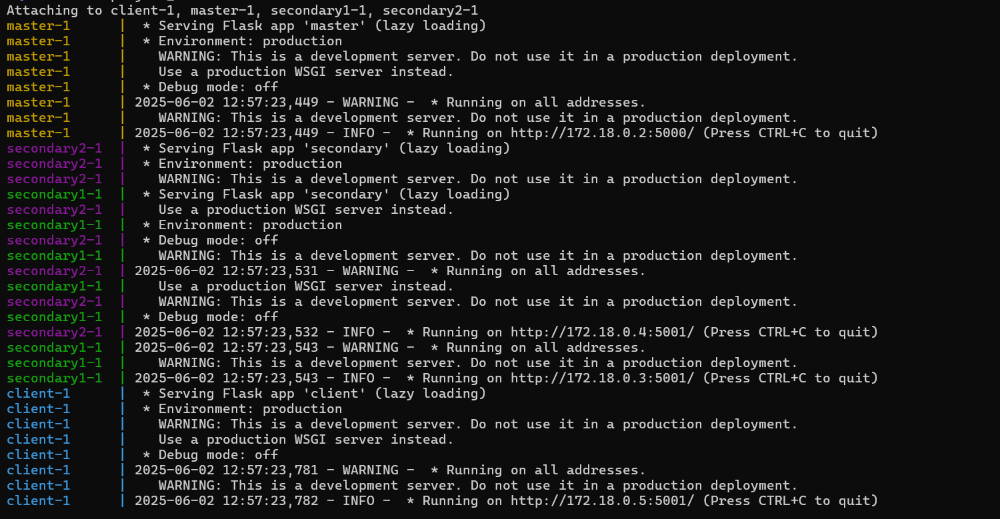 Attaching to client-1, master-1, secondary1-1, secondary2-1
master-1      |  * Serving Flask app 'master' (lazy loading)
master-1      |  * Environment: production
master-1      |    WARNING: This is a development server. Do not use it in a production deployment.
master-1      |    Use a production WSGI server instead.
master-1      |  * Debug mode: off
master-1      | 2025-06-02 12:57:23,449 - WARNING -  * Running on all addresses.
master-1      |    WARNING: This is a development server. Do not use it in a production deployment.
master-1      | 2025-06-02 12:57:23,449 - INFO -  * Running on http://172.18.0.2:5000/ (Press CTRL+C to quit)
secondary2-1  |  * Serving Flask app 'secondary' (lazy loading)
secondary2-1  |  * Environment: production
secondary2-1  |    WARNING: This is a development server. Do not use it in a production deployment.
secondary1-1  |  * Serving Flask app 'secondary' (lazy loading)
secondary2-1  |    Use a production WSGI server instead.
secondary1-1  |  * Environment: production
secondary2-1  |  * Debug mode: off
secondary1-1  |    WARNING: This is a development server. Do not use it in a production deployment.
secondary2-1  | 2025-06-02 12:57:23,531 - WARNING -  * Running on all addresses.
secondary1-1  |    Use a production WSGI server instead.
secondary2-1  |    WARNING: This is a development server. Do not use it in a production deployment.
secondary1-1  |  * Debug mode: off
secondary2-1  | 2025-06-02 12:57:23,532 - INFO -  * Running on http://172.18.0.4:5001/ (Press CTRL+C to quit)
secondary1-1  | 2025-06-02 12:57:23,543 - WARNING -  * Running on all addresses.
secondary1-1  |    WARNING: This is a development server. Do not use it in a production deployment.
secondary1-1  | 2025-06-02 12:57:23,543 - INFO -  * Running on http://172.18.0.3:5001/ (Press CTRL+C to quit)
client-1      |  * Serving Flask app 'client' (lazy loading)
client-1      |  * Environment: production
client-1      |    WARNING: This is a development server. Do not use it in a production deployment.
client-1      |    Use a production WSGI server instead.
client-1      |  * Debug mode: off
client-1      | 2025-06-02 12:57:23,781 - WARNING -  * Running on all addresses.
client-1      |    WARNING: This is a development server. Do not use it in a production deployment.
client-1      | 2025-06-02 12:57:23,782 - INFO -  * Running on http://172.18.0.5:5001/ (Press CTRL+C to quit)